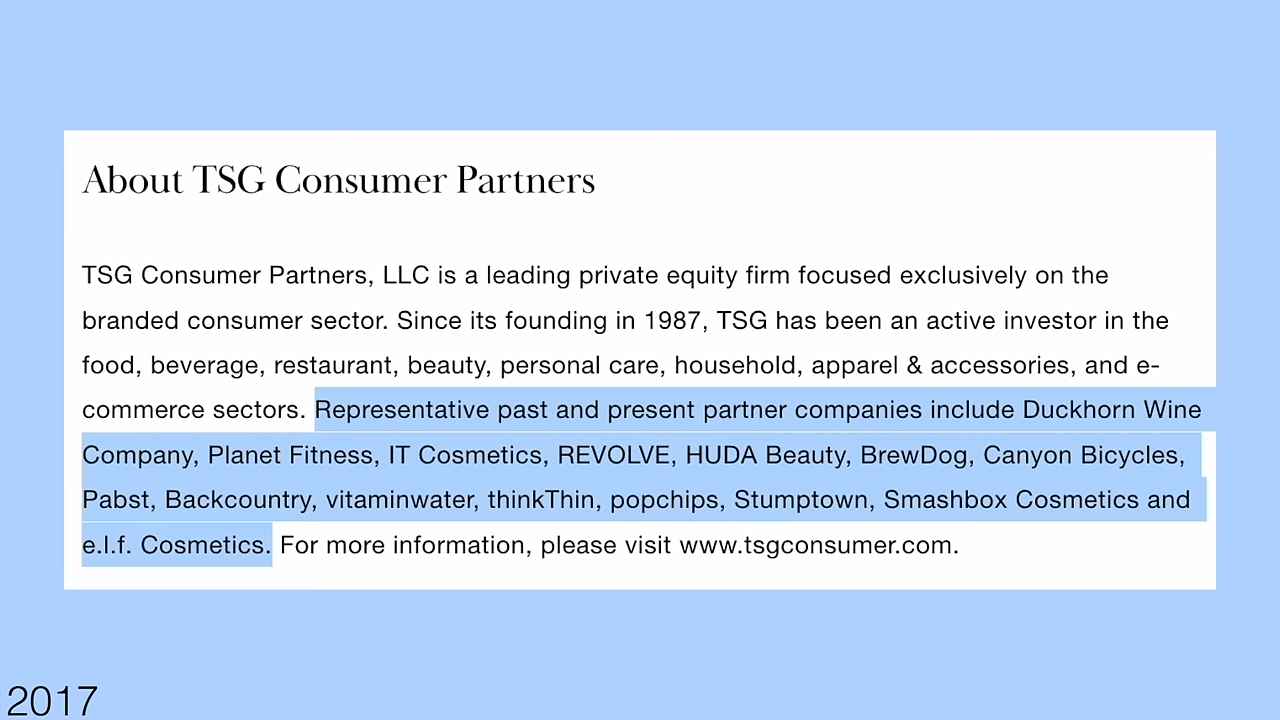 About TSG Consumer Partners
TSG Consumer Partners, LLC is a leading private equity firm focused exclusively on the
branded consumer sector. Since its founding in 1987, TSG has been an active investor in the
food, beverage, restaurant, beauty, personal care, household, apparel & accessories, and e-
commerce sectors. Representative past and present partner companies include Duckhorn Wine
Company, Planet Fitness, IT Cosmetics, REVOLVE, HUDA Beauty, BrewDog, Canyon Bicycles,
Pabst, Backcountry, vitaminwater, thinkThin, popchips, Stumptown, Smashbox Cosmetics and
e.l.f. Cosmetics. For more information, please visit www.tsgconsumer.com.
2017